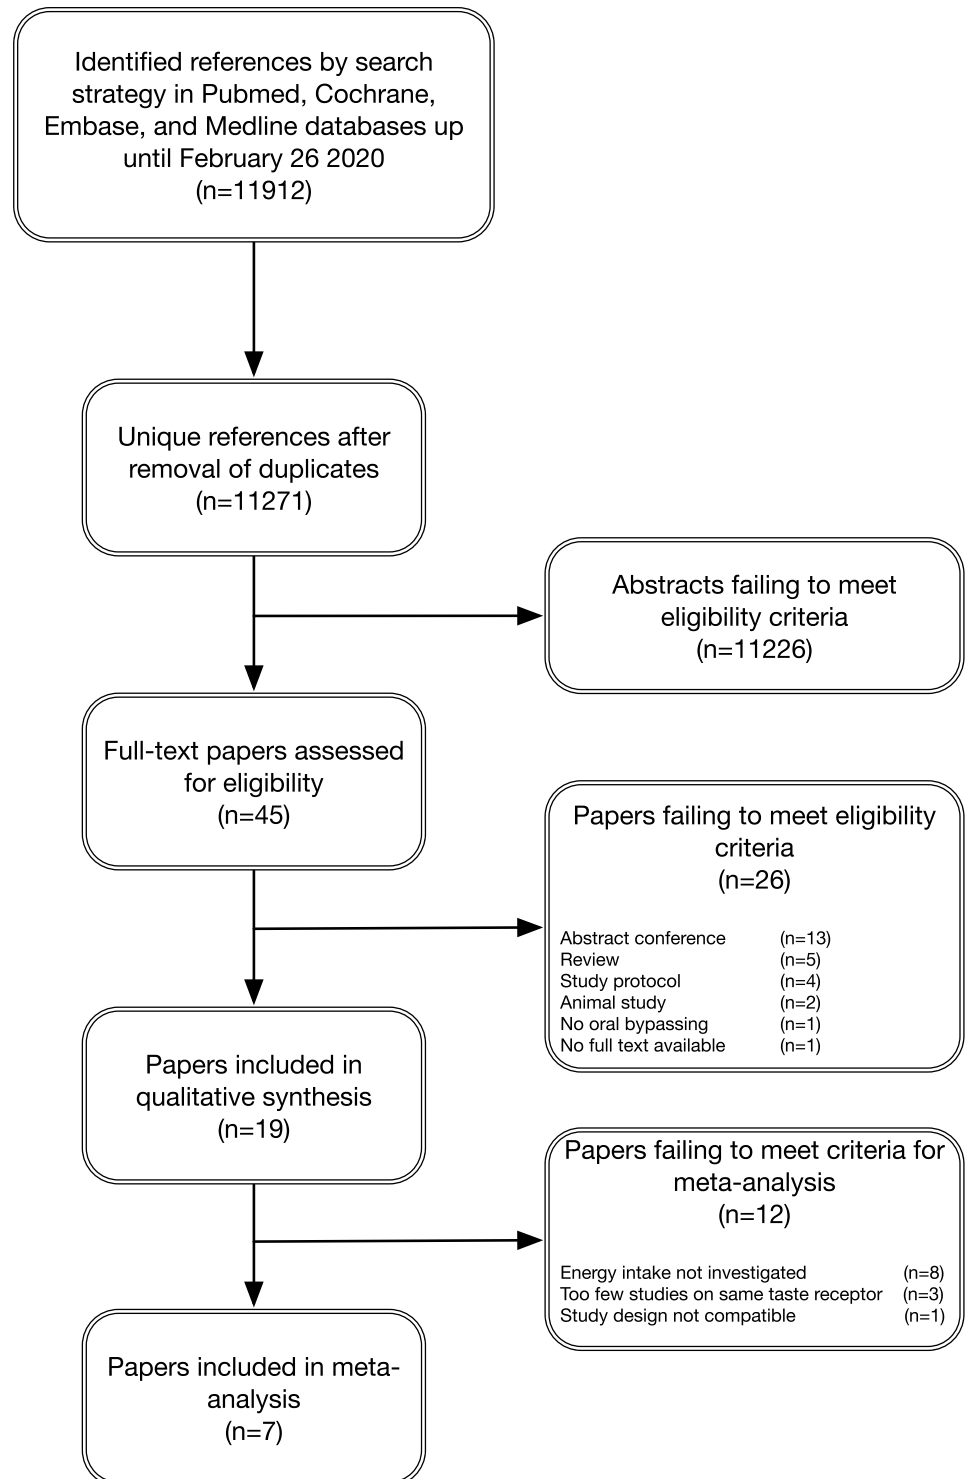 Identified references by search
strategy in Pubmed, Cochrane,
Embase, and Medline databases up
until February 26 2020
(n=11912)
Unique references after
removal of duplicates
(n=11271)
Abstracts failing to meet
eligibility criteria
(n=11226)
Full-text papers assessed
for eligibility
(n=45)
Papers failing to meet eligibility
criteria
(n=26)
Abstract conference (n=13)
Review (n=5)
Study protocol (n=4)
Animal study (n=2)
No oral bypassing (n=1)
No full text available (n=1)
Papers included in
qualitative synthesis
(n=19)
Papers failing to meet criteria for
meta-analysis
(n=12)
Energy intake not investigated (n=8)
Too few studies on same taste receptor (n=3)
Study design not compatible (n=1)
Papers included in meta-
analysis
(n=7)